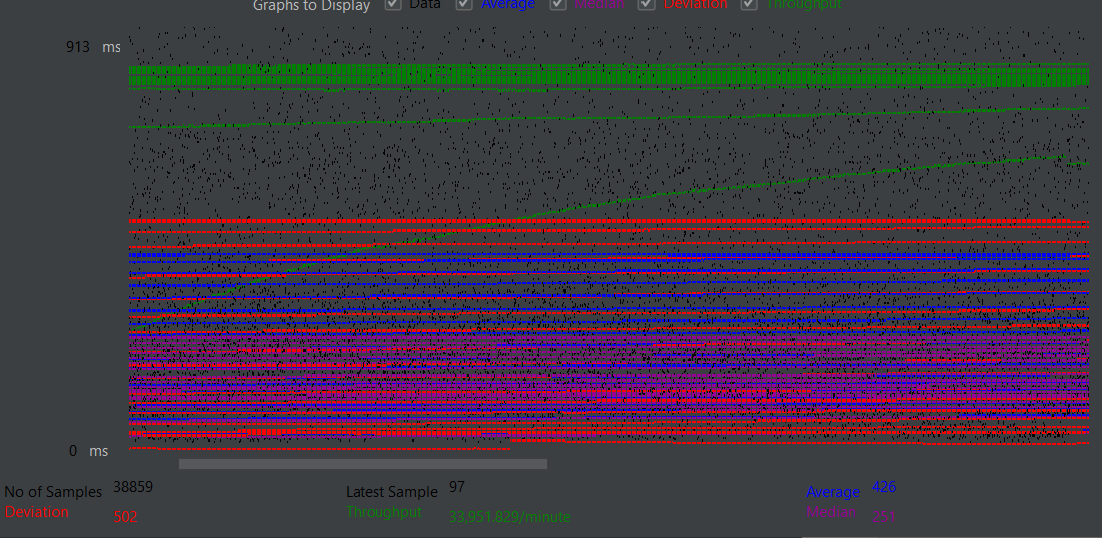 Graphs to Display Data Average Median Deviation Throughput
913 ms
0 ms
No of Samples 38859 Latest Sample 97 Average 426
Deviation 502 Throughput 33,951.829/minute Median 251